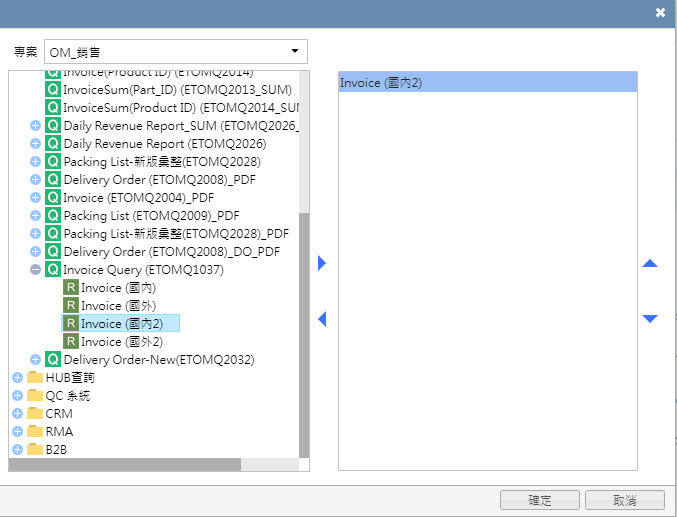 專案
OM_銷售
Invoice(Product ID) (ETOMQ2014)
InvoiceSum(Part_ID) (ETOMQ2013_SUM)
InvoiceSum(Product ID) (ETOMQ2014_SUM
Daily Revenue Report_SUM (ETOMQ2026_
Daily Revenue Report (ETOMQ2026)
Packing List-新版彙整(ETOMQ2028)
Delivery Order (ETOMQ2008)_PDF
Invoice (ETOMQ2004)_PDF
Packing List (ETOMQ2009)_PDF
Packing List-新版彙整(ETOMQ2028)_PDF
Delivery Order (ETOMQ2008)_DO_PDF
Invoice Query (ETOMQ1037)
Invoice (國內)
Invoice (國外)
Invoice (國內2)
Invoice (國外2)
Delivery Order-New(ETOMQ2032)
HUB查詢
QC 系統
CRM
RMA
B2B
Invoice (國內2)
確定
取消